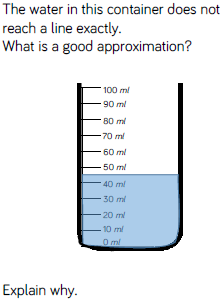 The water in this container does not
reach a line exactly.
What is a good approximation?
100 ml
90 ml
80 ml
70 ml
60 ml
50 ml
40 ml
30 ml
20 ml
10 ml
0 ml
Explain why.